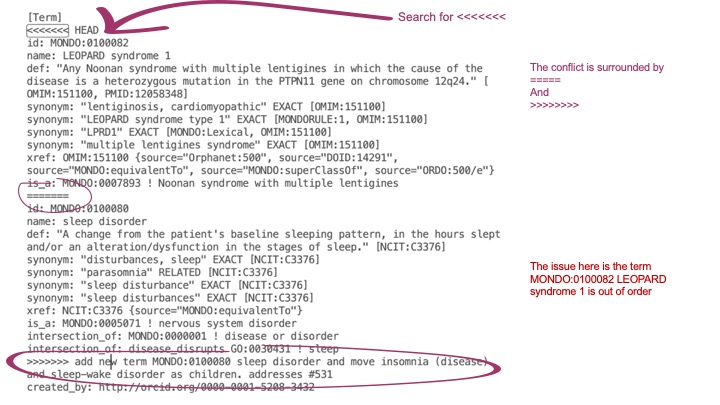 [Term]
<<<<<<< HEAD
Search for <<<<<<<
id: MONDO:0100082
name: LEOPARD syndrome 1
def: "Any Noonan syndrome with multiple lentigines in which the cause of the
disease is a heterozygous mutation in the PTPN11 gene on chromosome 12q24." [
OMIM:151100, PMID:12058348]
synonym: "lentiginosis, cardiomyopathic" EXACT [OMIM:151100]
synonym: "LEOPARD syndrome type 1" EXACT [MONDORULE:1, OMIM:151100]
synonym: "LPRD1" EXACT [MONDO:Lexical, OMIM:151100]
synonym: "multiple lentigines syndrome" EXACT [OMIM:151100]
xref: OMIM:151100 {source="Orphanet:500", source="DOID:14291",
source="MONDO:equivalentTo", source="MONDO:superClassOf", source="ORDO:500/e"}
is_a: MONDO:0007893 ! Noonan syndrome with multiple lentigines
=======
id: MONDO:0100080
name: sleep disorder
def: "A change from the patient's baseline sleeping pattern, in the hours slept
and/or an alteration/dysfunction in the stages of sleep." [NCIT:C3376]
synonym: "disturbances, sleep" EXACT [NCIT:C3376]
synonym: "parasomnia" RELATED [NCIT:C3376]
synonym: "sleep disturbance" EXACT [NCIT:C3376]
synonym: "sleep disturbances" EXACT [NCIT:C3376]
xref: NCIT:C3376 {source="MONDO:equivalentTo"}
is_a: MONDO:0005071 ! nervous system disorder
intersection_of: MONDO:0000001 ! disease or disorder
intersection_of: disease_disrupts GO:0030431 ! sleep
>>>>>>> add new term MONDO:0100080 sleep disorder and move insomnia (disease)
and sleep-wake disorder as children. addresses #531
created_by: http://orcid.org/0000-0001-5208-3432
The conflict is surrounded by
=====
And
>>>>>>>>
The issue here is the term
MONDO:0100082 LEOPARD
syndrome 1 is out of order